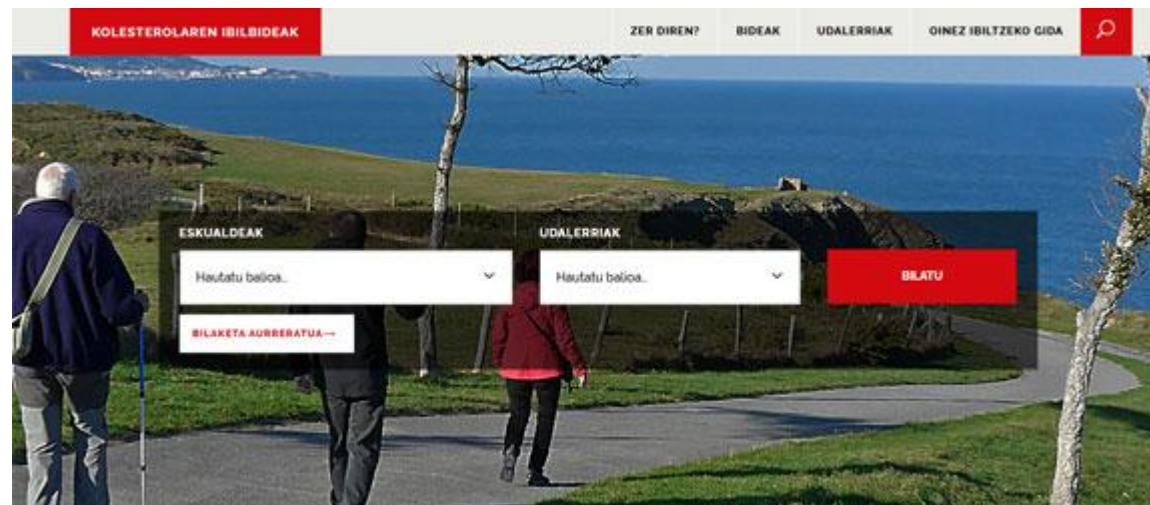 KOLESTEROLAREN IBILBIDEAK
ZER DIREN?
BIDEAK
UDALERRIAK
OINEZ IBILTZEKO GIDA
ESKUALDEAK
UDALERRIAK
Hautatu balioa..
Hautatu balioa..
BILATU
BILAKETA AURRERATUA→